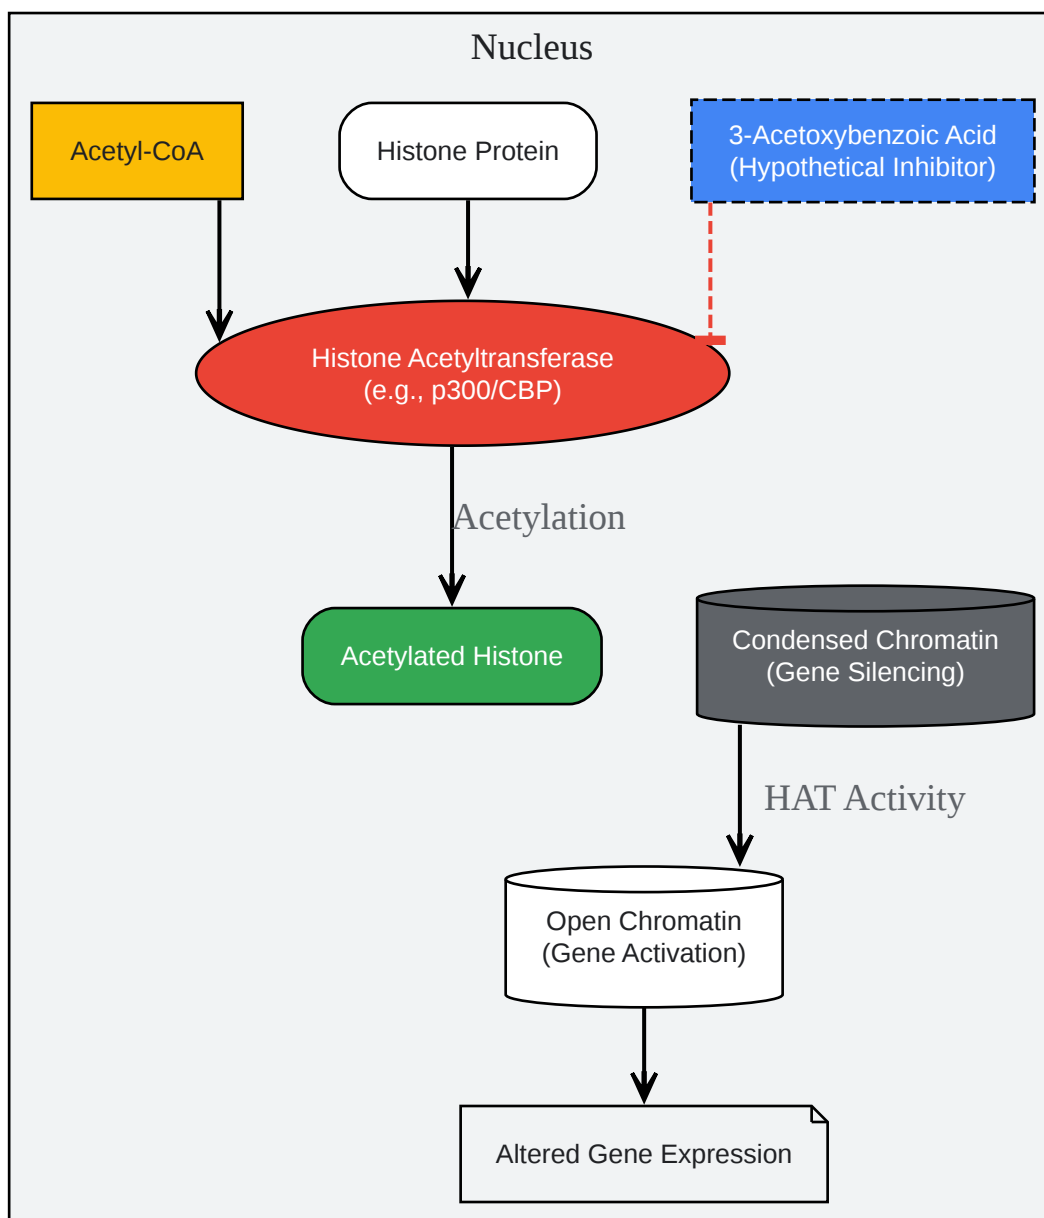 Nucleus
Acetyl-CoA
Histone Protein
3-Acetoxybenzoic Acid
(Hypothetical Inhibitor)
Histone Acetyltransferase
(e.g., p300/CBP)
Acetylation
Acetylated Histone
Condensed Chromatin
(Gene Silencing)
HAT Activity
Open Chromatin
(Gene Activation)
Altered Gene Expression